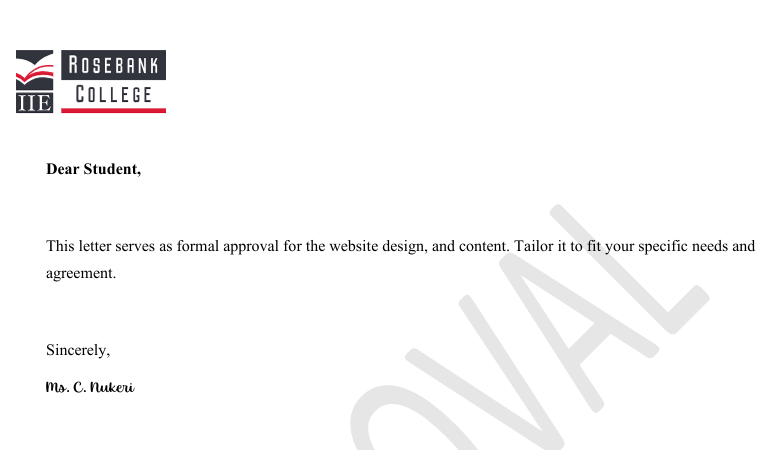 ROSEBANK
COLLEGE
IIE
Dear Student,
This letter serves as formal approval for the website design, and content. Tailor it to fit your specific needs and
agreement.
Sincerely,
Ms. C. Nukeri
OVAL